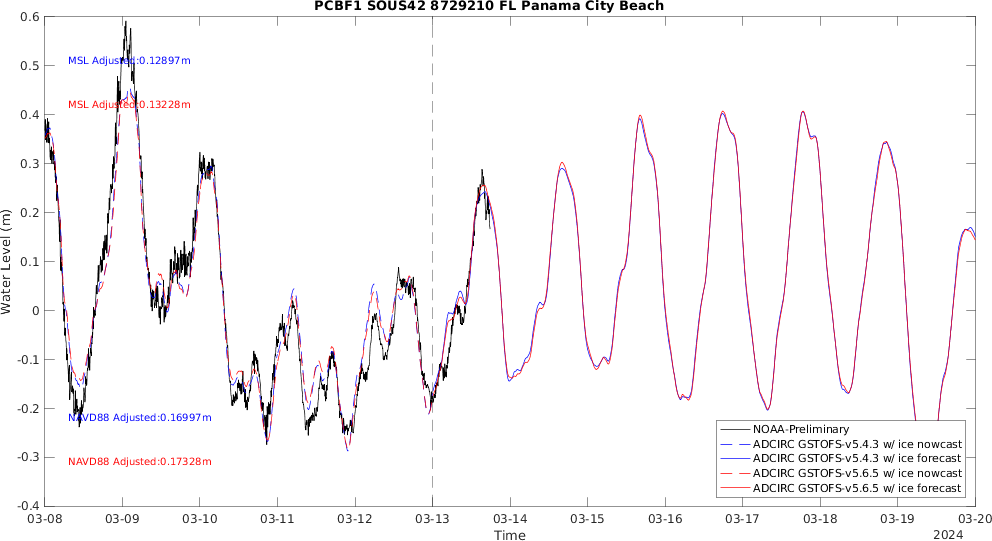 PCBF1 SOUS42 8729210 FL Panama City Beach
Water Level (m)
0.6
0.5
0.4
0.3
0.2
0.1
0
-0.1
-0.2
-0.3
-0.4
MSL Adjusted:0.12897m
MSL Adjusted:0.13228m
NAVD88 Adjusted:0.16997m
NAVD88 Adjusted:0.17328m
NOAA-Preliminary
ADCIRC GSTOFS-v5.4.3 w/ ice nowcast
ADCIRC GSTOFS-v5.4.3 w/ ice forecast
ADCIRC GSTOFS-v5.6.5 w/ ice nowcast
ADCIRC GSTOFS-v5.6.5 w/ ice forecast
03-08 03-09 03-10 03-11 03-12 03-13 03-14 03-15 03-16 03-17 03-18 03-19 03-20
Time
2024